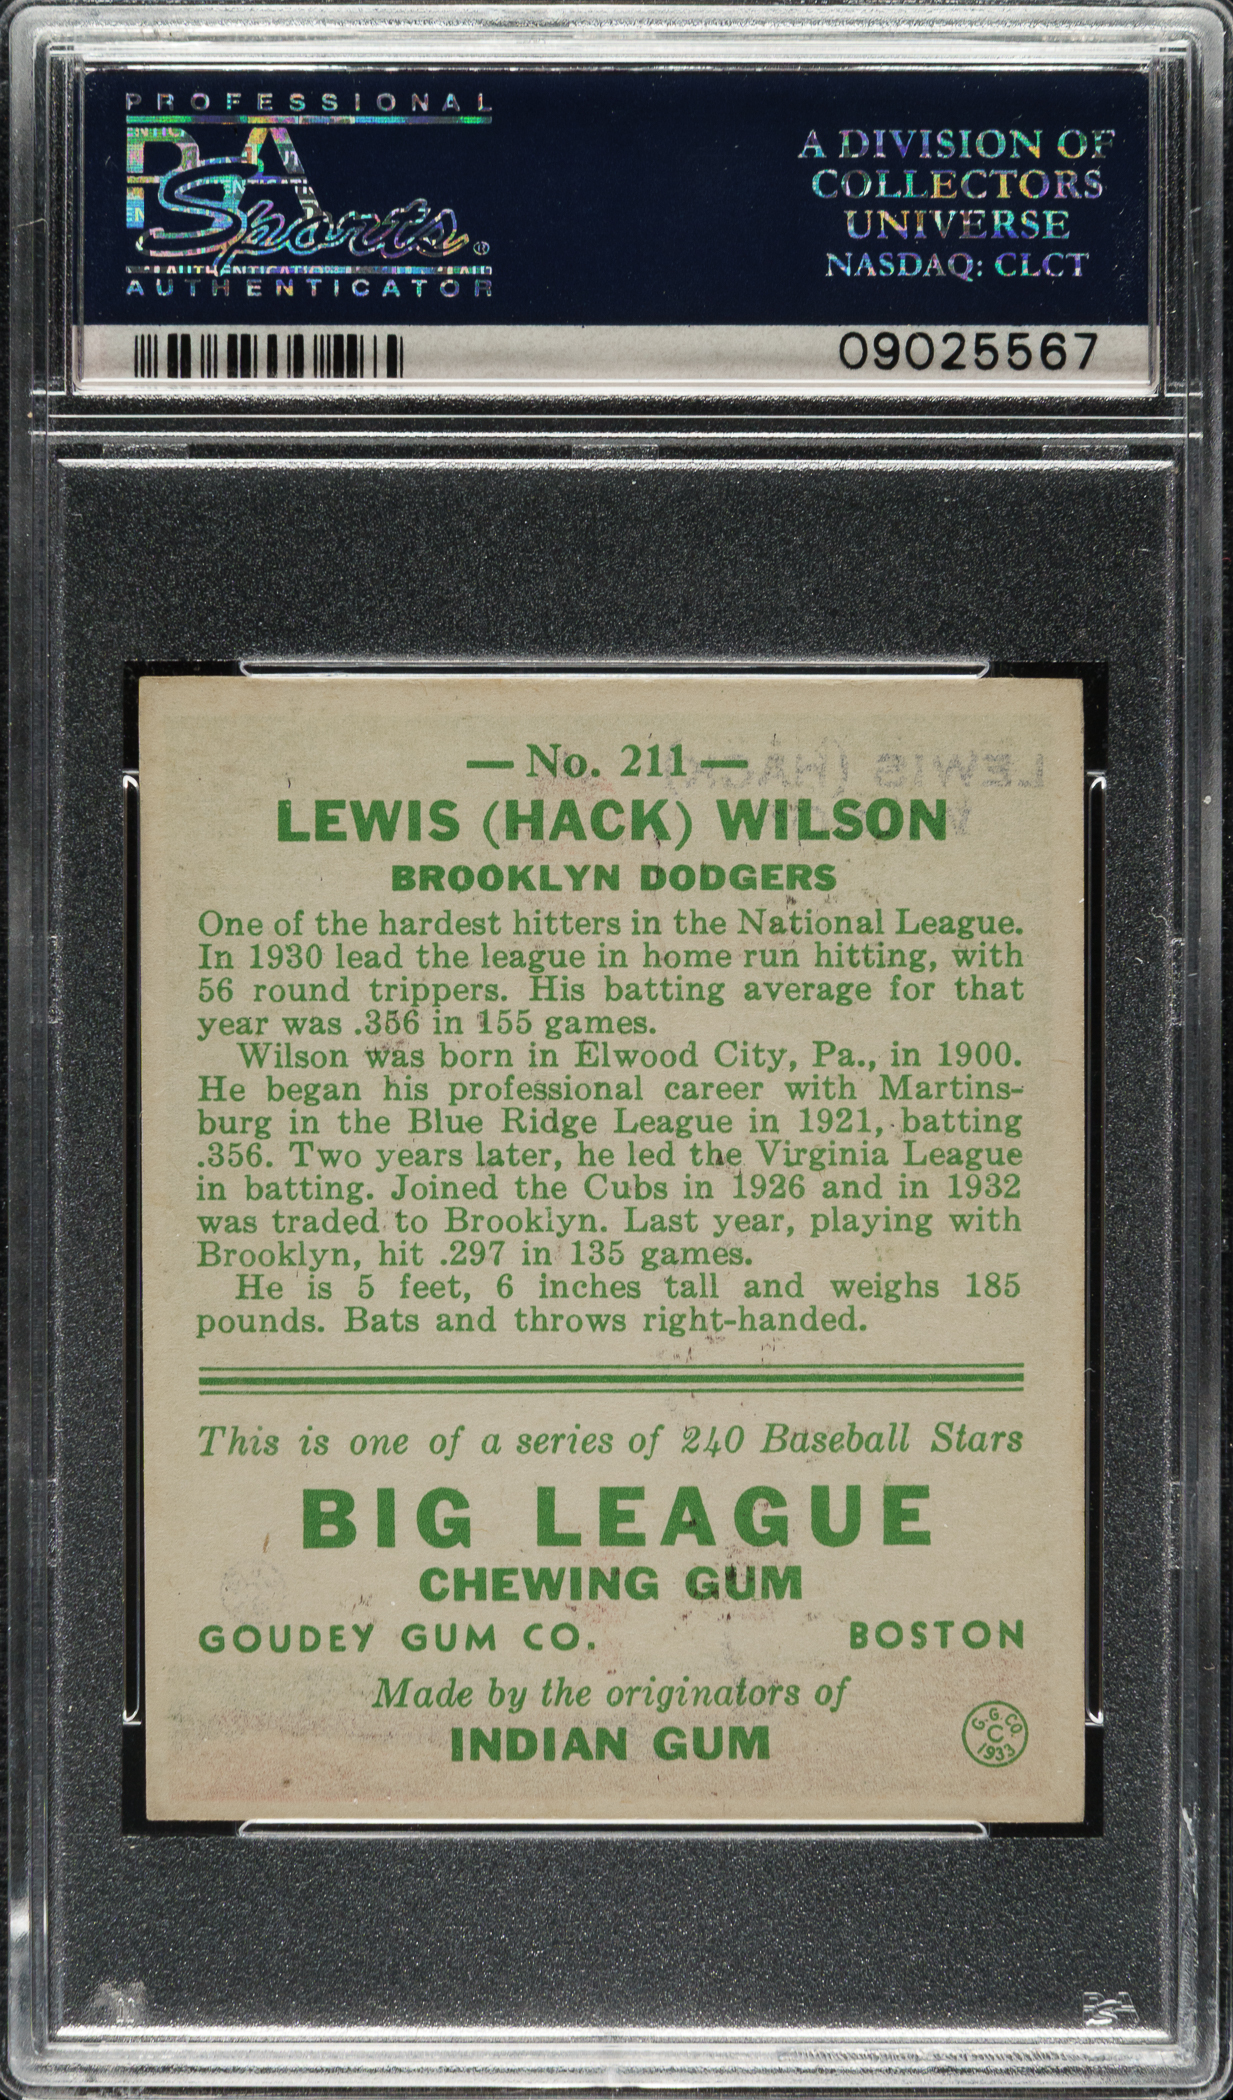 PROFESSIONAL
PSA
Sports®
AUTHENTICATOR
A DIVISION OF
COLLECTORS
UNIVERSE
NASDAQ: CLCT
09025567
— No. 211 —
LEWIS (HACK) WILSON
BROOKLYN DODGERS
One of the hardest hitters in the National League.
In 1930 lead the league in home run hitting, with
56 round trippers. His batting average for that
year was .356 in 155 games.
Wilson was born in Elwood City, Pa., in 1900.
He began his professional career with Martins-
burg in the Blue Ridge League in 1921, batting
.356. Two years later, he led the Virginia League
in batting. Joined the Cubs in 1926 and in 1932
was traded to Brooklyn. Last year, playing with
Brooklyn, hit .297 in 135 games.
He is 5 feet, 6 inches tall and weighs 185
pounds. Bats and throws right-handed.
This is one of a series of 240 Baseball Stars
BIG LEAGUE
CHEWING GUM
GOUDEY GUM CO. BOSTON
Made by the originators of
INDIAN GUM
G.G.CO.
C
1933
PSA